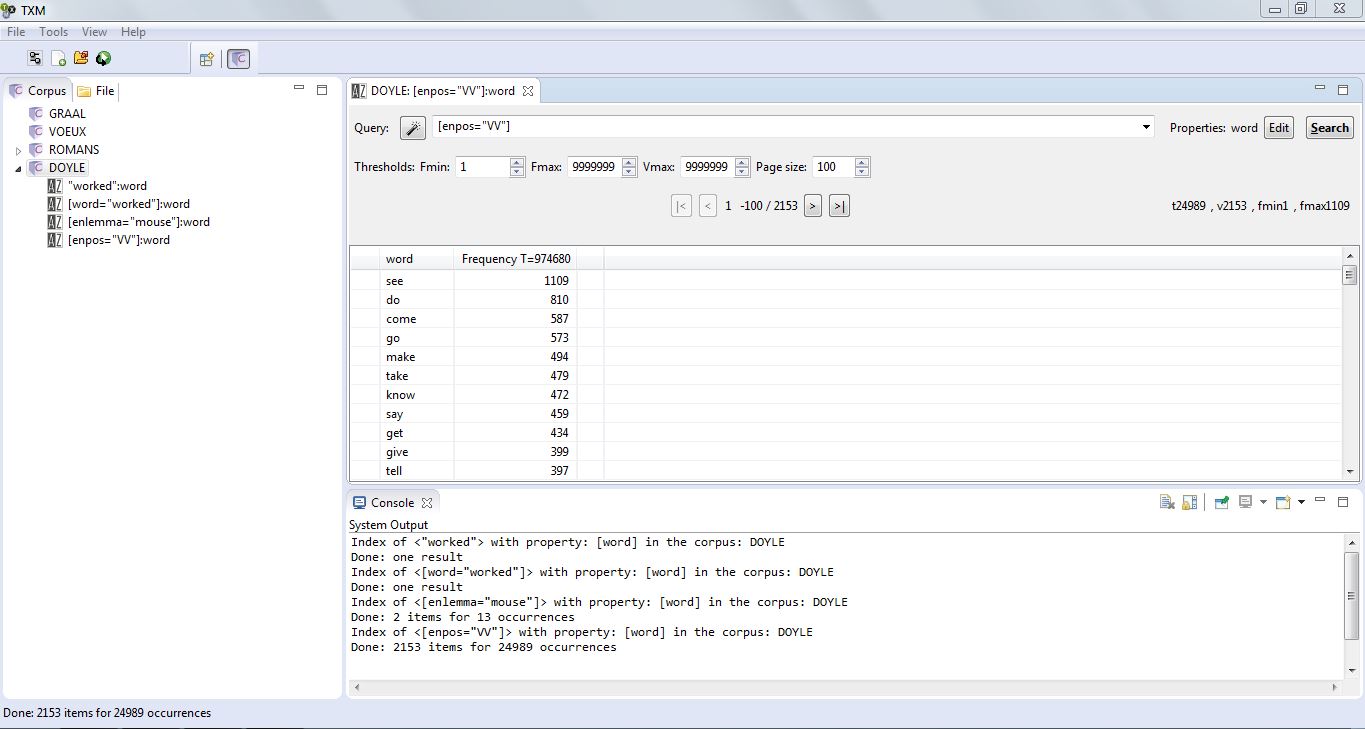 TXM
File Tools View Help
Corpus File
GRAAL
VOEUX
ROMANS
DOYLE
"worked":word
[word="worked"]:word
[enlemma="mouse"]:word
[enpos="VV"]:word
DOYLE: [enpos="VV"]:word
Query: [enpos="VV"] Properties: word Edit Search
Thresholds: Fmin: 1 Fmax: 9999999 Vmax: 9999999 Page size: 100
|< < 1 -100 / 2153 > >| t24989 , v2153 , fmin1 , fmax1109
word Frequency T=974680
see 1109
do 810
come 587
go 573
make 494
take 479
know 472
say 459
get 434
give 399
tell 397
Console
System Output
Index of <"worked"> with property: [word] in the corpus: DOYLE
Done: one result
Index of <[word="worked"]> with property: [word] in the corpus: DOYLE
Done: one result
Index of <[enlemma="mouse"]> with property: [word] in the corpus: DOYLE
Done: 2 items for 13 occurrences
Index of <[enpos="VV"]> with property: [word] in the corpus: DOYLE
Done: 2153 items for 24989 occurrences
Done: 2153 items for 24989 occurrences